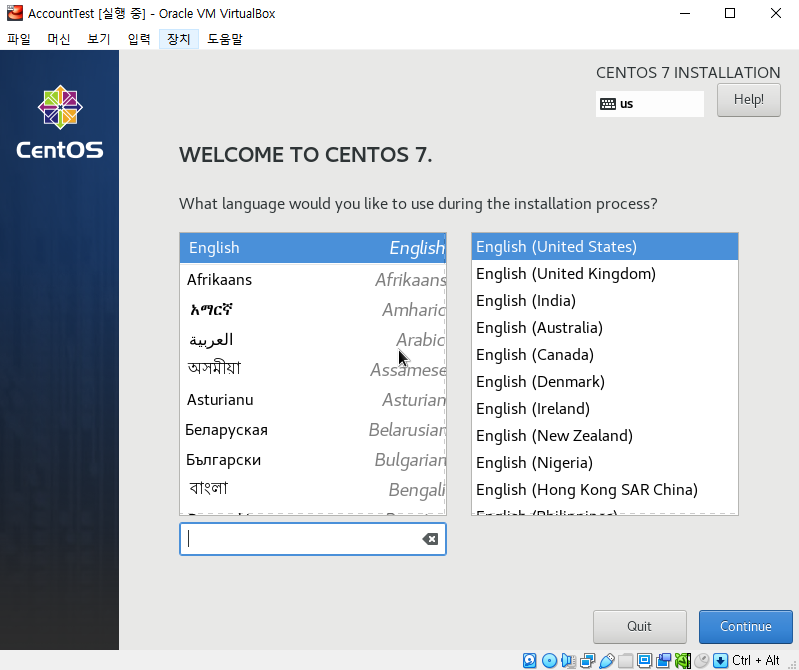 AccountTest [실행 중] - Oracle VM VirtualBox
파일 머신 보기 입력 장치 도움말
CentOS
CENTOS 7 INSTALLATION
us
Help!
WELCOME TO CENTOS 7.
What language would you like to use during the installation process?
English English
Afrikaans Afrikaans
አማርኛ Amharic
العربية Arabic
অসমীয়া Assamese
Asturianu Asturian
Беларуская Belarusian
Български Bulgarian
বাংলা Bengali
English (United States)
English (United Kingdom)
English (India)
English (Australia)
English (Canada)
English (Denmark)
English (Ireland)
English (New Zealand)
English (Nigeria)
English (Hong Kong SAR China)
English (Philippines)
Quit
Continue
Ctrl + Alt